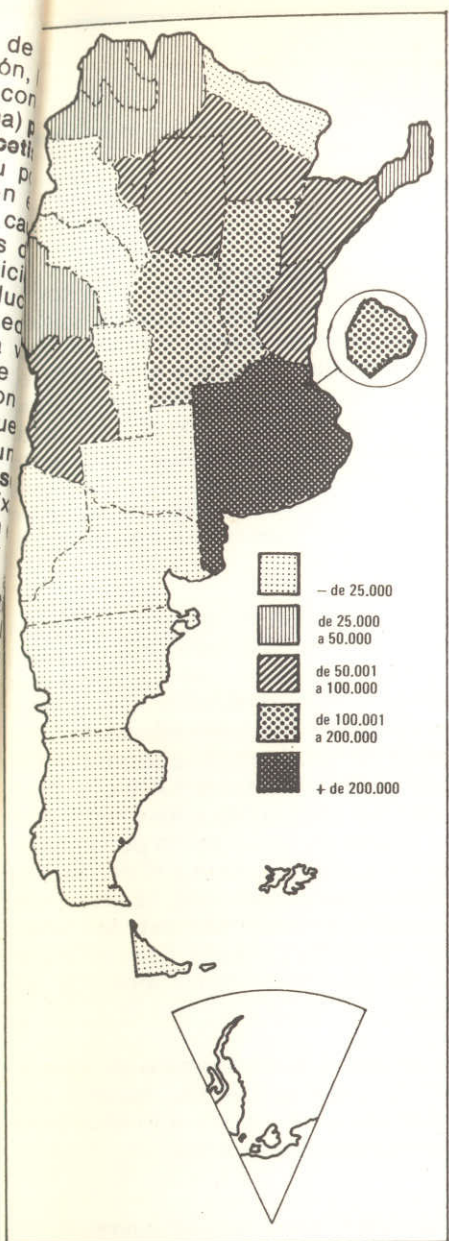 de
ón,
con
a) p
u p
n e
ca
s d
ici
luc
ed
a v
e
on
ue
un
s
– de 25.000
de 25.000
a 50.000
de 50.001
a 100.000
de 100.001
a 200.000
+ de 200.000